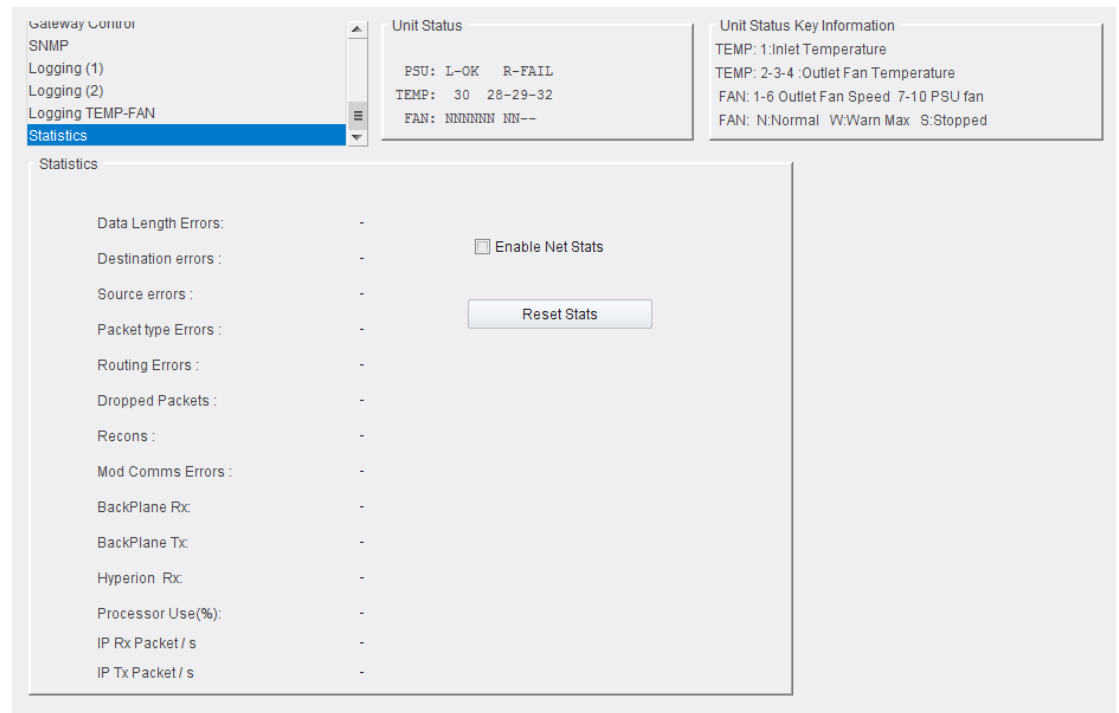 Gateway Control
SNMP
Logging (1)
Logging (2)
Logging TEMP-FAN
Statistics
Unit Status
PSU: L-OK R-FAIL
TEMP: 30 28-29-32
FAN: NNNNNN NN--
Unit Status Key Information
TEMP: 1:Inlet Temperature
TEMP: 2-3-4 :Outlet Fan Temperature
FAN: 1-6 Outlet Fan Speed 7-10 PSU fan
FAN: N:Normal W:Warn Max S:Stopped
Statistics
Data Length Errors: -
Enable Net Stats
Destination errors : -
Source errors : -
Reset Stats
Packet type Errors : -
Routing Errors : -
Dropped Packets : -
Recons : -
Mod Comms Errors : -
BackPlane Rx: -
BackPlane Tx: -
Hyperion Rx: -
Processor Use(%): -
IP Rx Packet / s -
IP Tx Packet / s -